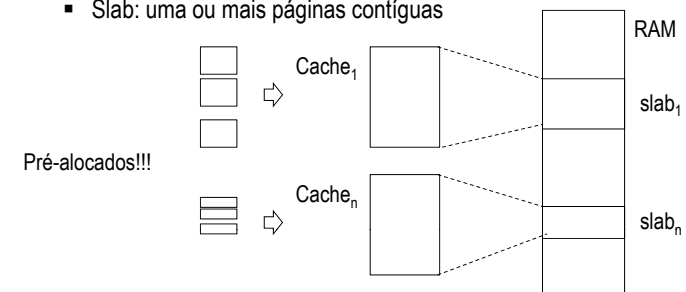 ▪ Slab: uma ou mais páginas contíguas
RAM
Cache₁
slab₁
Pré-alocados!!!
Cacheₙ
slabₙ